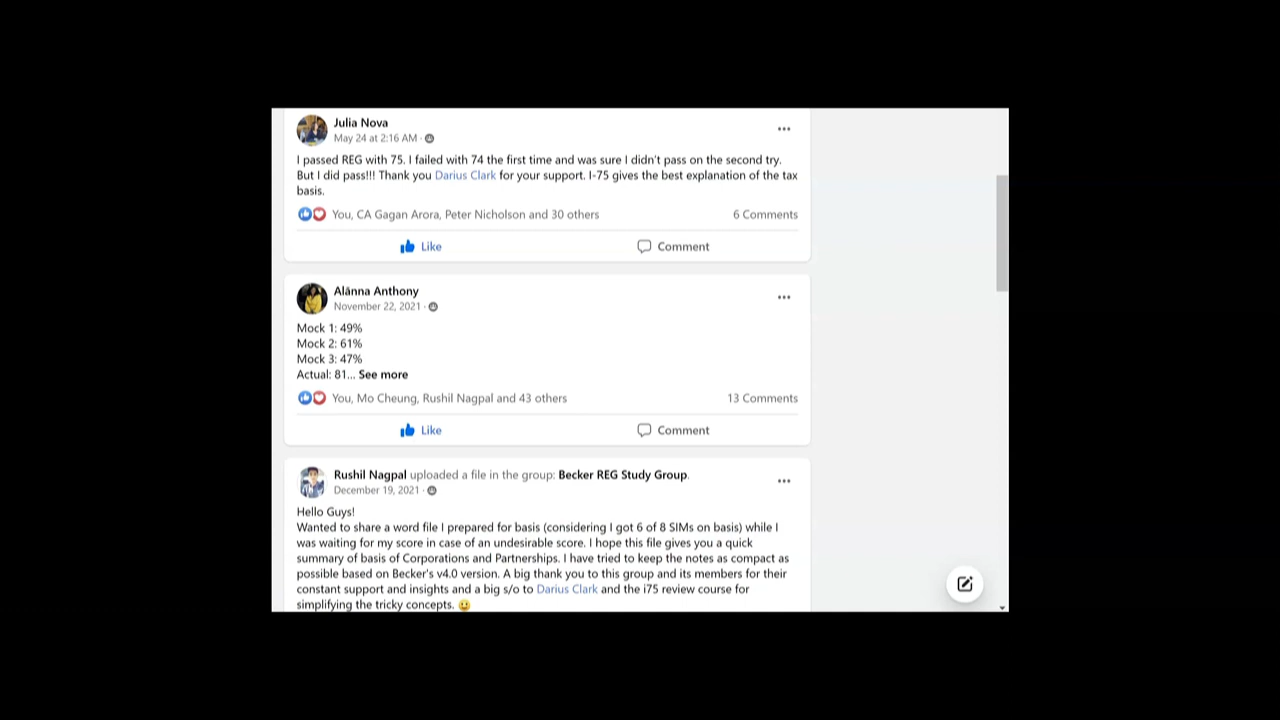 Julia Nova
May 24 at 2:16 AM ·
I passed REG with 75. I failed with 74 the first time and was sure I didn't pass on the second try.
But I did pass!!! Thank you Darius Clark for your support. I-75 gives the best explanation of the tax
basis.
You, CA Gagan Arora, Peter Nicholson and 30 others 6 Comments
Like Comment
Alånna Anthony
November 22, 2021 ·
Mock 1: 49%
Mock 2: 61%
Mock 3: 47%
Actual: 81... See more
You, Mo Cheung, Rushil Nagpal and 43 others 13 Comments
Like Comment
Rushil Nagpal uploaded a file in the group: Becker REG Study Group.
December 19, 2021 ·
Hello Guys!
Wanted to share a word file I prepared for basis (considering I got 6 of 8 SIMs on basis) while I
was waiting for my score in case of an undesirable score. I hope this file gives you a quick
summary of basis of Corporations and Partnerships. I have tried to keep the notes as compact as
possible based on Becker's v4.0 version. A big thank you to this group and its members for their
constant support and insights and a big s/o to Darius Clark and the i75 review course for
simplifying the tricky concepts. 🙂